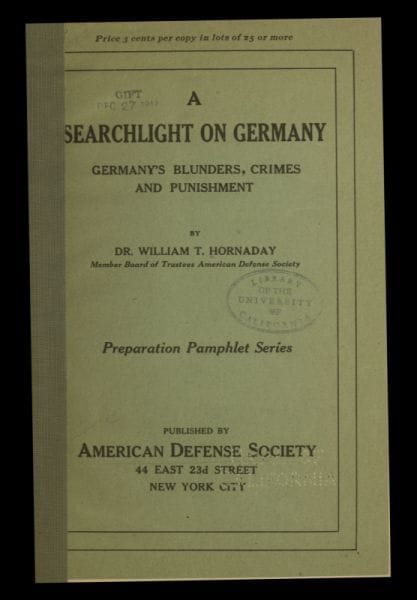 Price 3 cents per copy in lots of 25 or more
A
SEARCHLIGHT ON GERMANY
GERMANY'S BLUNDERS, CRIMES
AND PUNISHMENT
BY
DR. WILLIAM T. HORNADAY
Member Board of Trustees American Defense Society
Preparation Pamphlet Series
PUBLISHED BY
AMERICAN DEFENSE SOCIETY
44 EAST 23d STREET
NEW YORK CITY
GIFT
DEC 27 1917
LIBRARY
OF THE
UNIVERSITY
OF
CALIFORNIA
CALIFORNIA